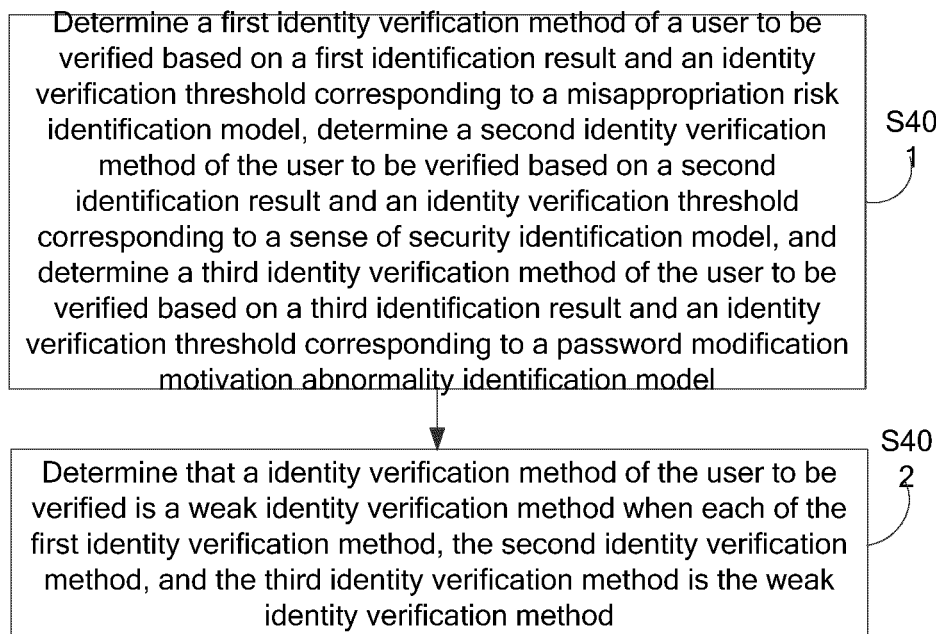 Determine a first identity verification method of a user to be
verified based on a first identification result and an identity
verification threshold corresponding to a misappropriation risk
identification model, determine a second identity verification
method of the user to be verified based on a second
identification result and an identity verification threshold
corresponding to a sense of security identification model, and
determine a third identity verification method of the user to be
verified based on a third identification result and an identity
verification threshold corresponding to a password modification
motivation abnormality identification model
S40
1
Determine that a identity verification method of the user to be
verified is a weak identity verification method when each of the
first identity verification method, the second identity verification
method, and the third identity verification method is the weak
identity verification method
S40
2